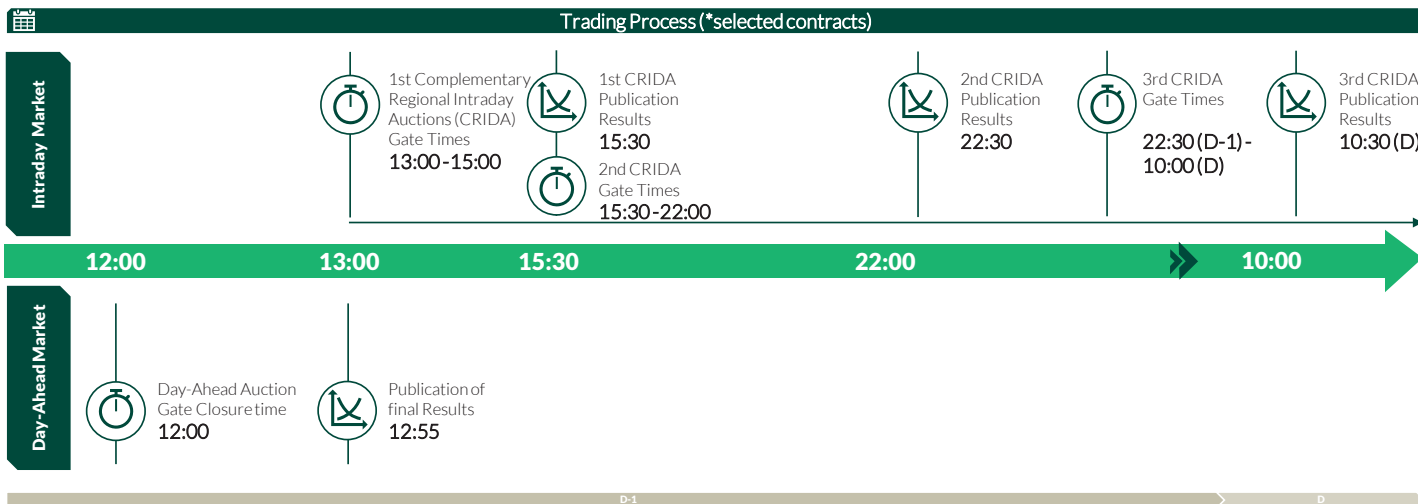 Trading Process (*selected contracts)
Intraday Market
1st Complementary
Regional Intraday
Auctions (CRIDA)
Gate Times
13:00-15:00
1st CRIDA
Publication
Results
15:30
2nd CRIDA
Gate Times
15:30-22:00
2nd CRIDA
Publication
Results
22:30
3rd CRIDA
Gate Times
22:30 (D-1) -
10:00 (D)
3rd CRIDA
Publication
Results
10:30 (D)
12:00
13:00
15:30
22:00
10:00
Day-Ahead Market
Day-Ahead Auction
Gate Closure time
12:00
Publication of
final Results
12:55
D-1
D